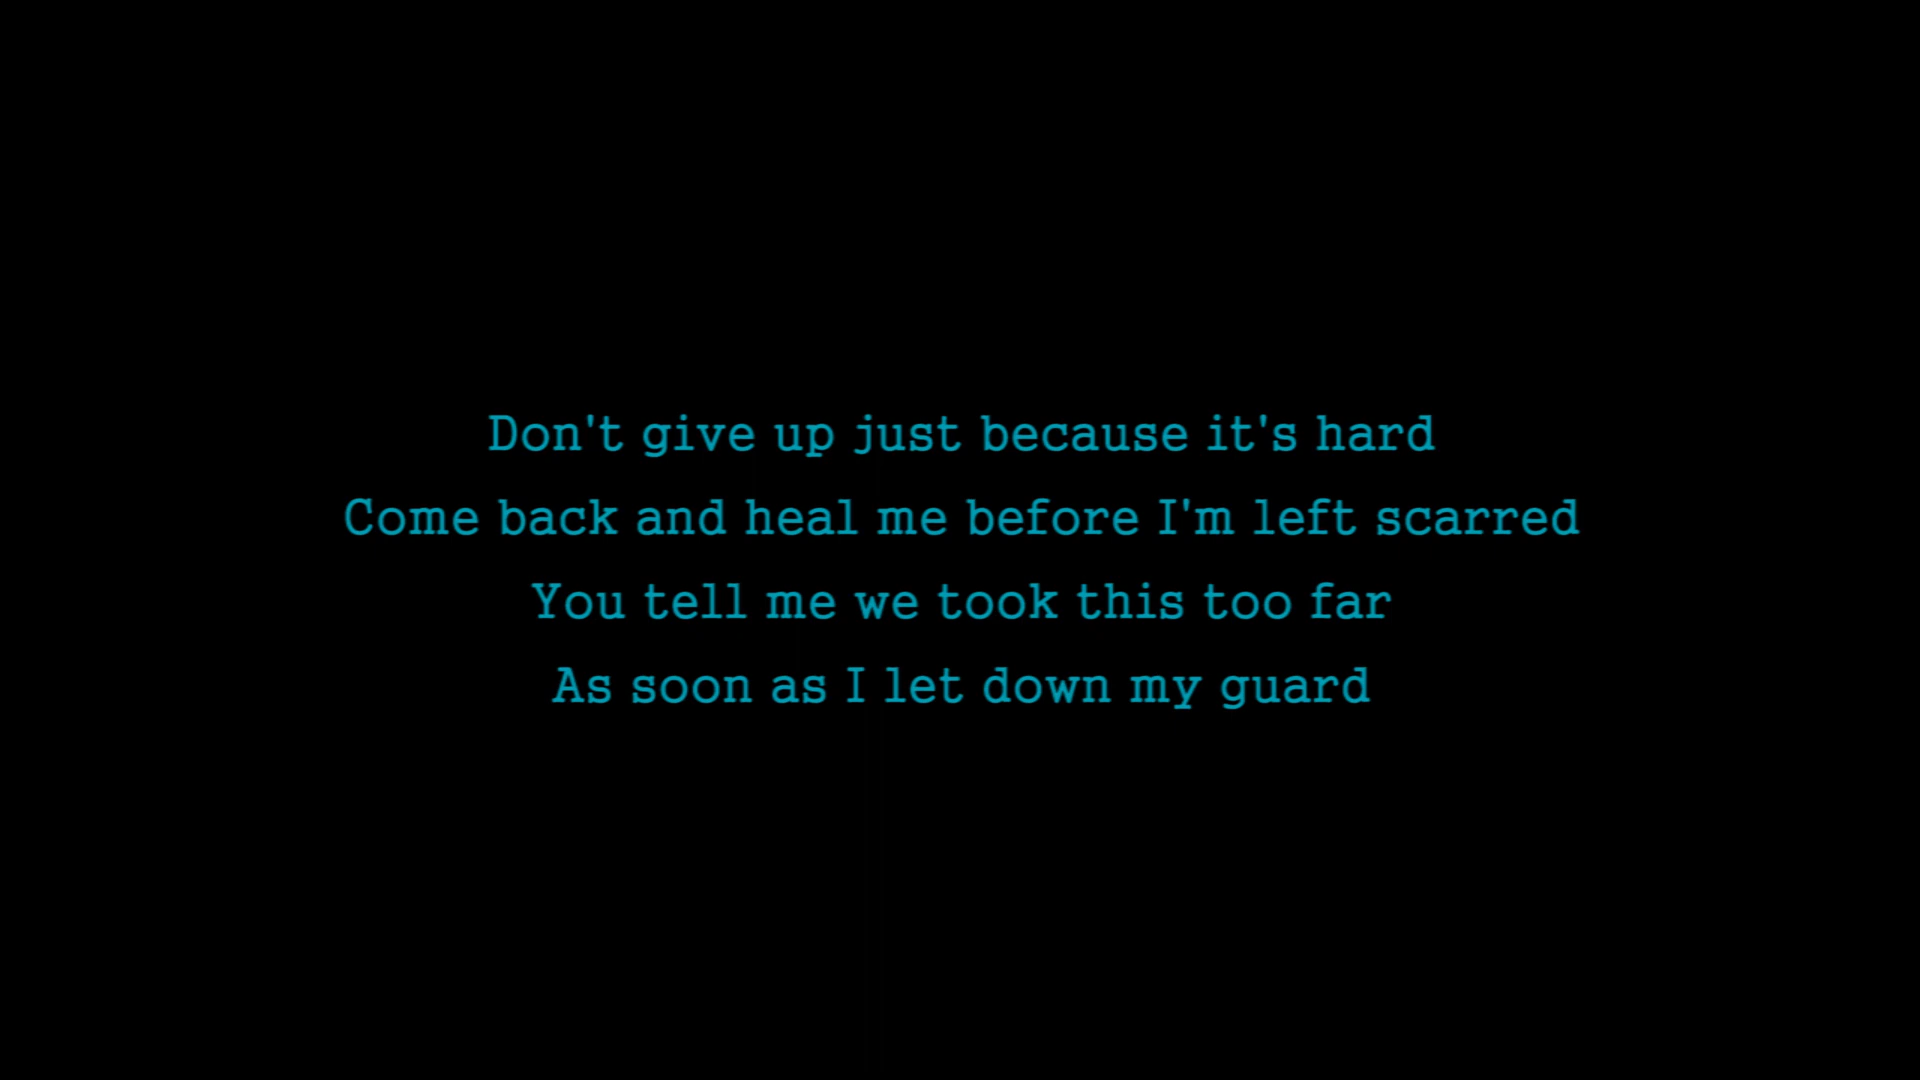 Don't give up just because it's hard
Come back and heal me before I'm left scarred
You tell me we took this too far
As soon as I let down my guard